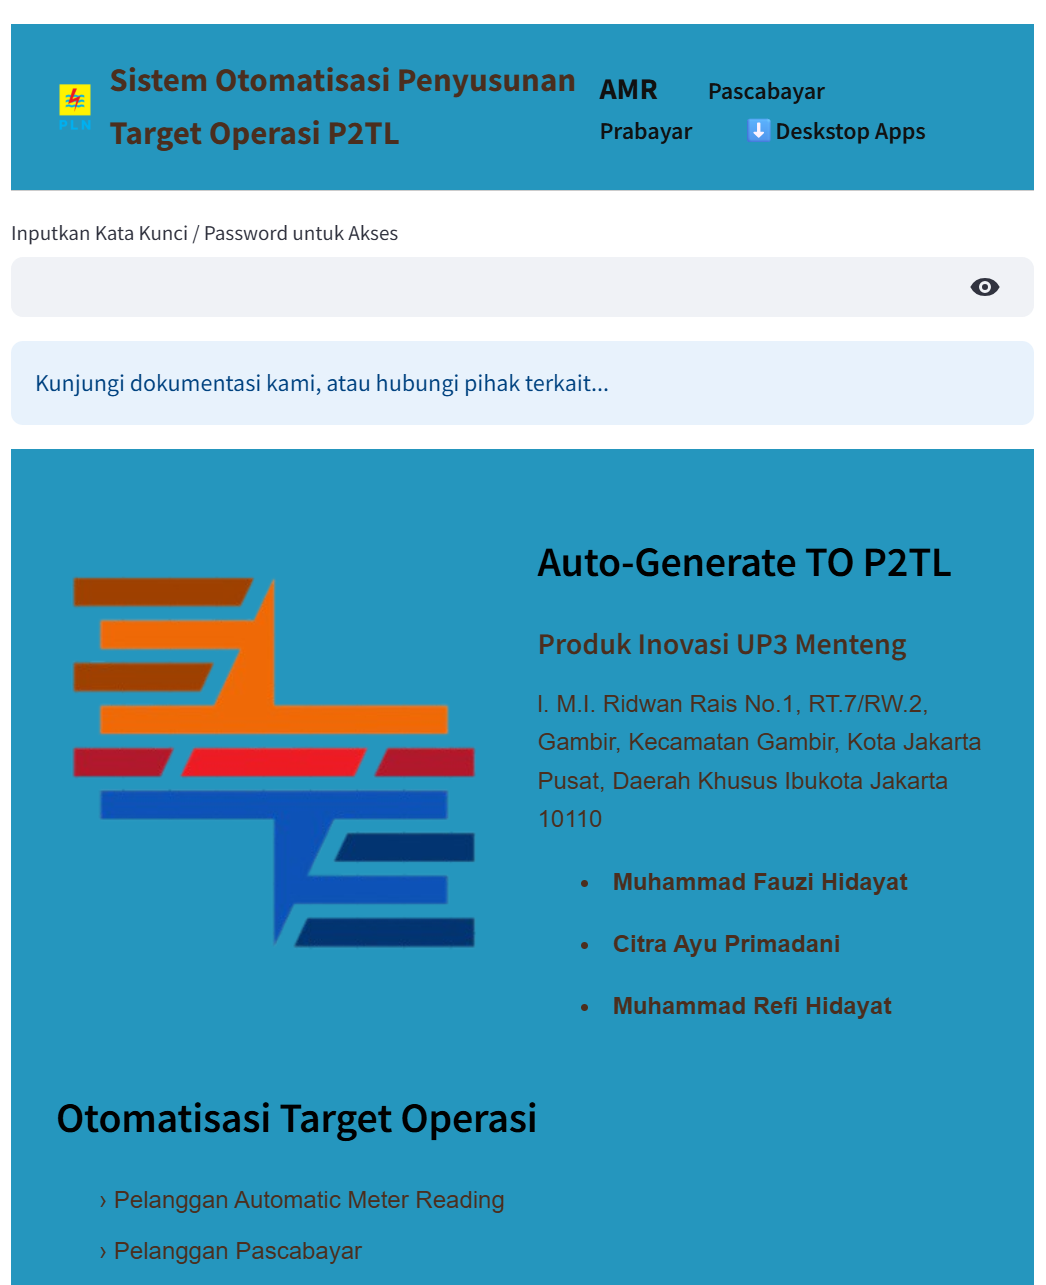 Sistem Otomatisasi Penyusunan
Target Operasi P2TL
PLN
AMR Pascabayar
Prabayar Deskstop Apps
Inputkan Kata Kunci / Password untuk Akses
Kunjungi dokumentasi kami, atau hubungi pihak terkait...
Auto-Generate TO P2TL
Produk Inovasi UP3 Menteng
l. M.I. Ridwan Rais No.1, RT.7/RW.2,
Gambir, Kecamatan Gambir, Kota Jakarta
Pusat, Daerah Khusus Ibukota Jakarta
10110
• Muhammad Fauzi Hidayat
• Citra Ayu Primadani
• Muhammad Refi Hidayat
Otomatisasi Target Operasi
› Pelanggan Automatic Meter Reading
› Pelanggan Pascabayar